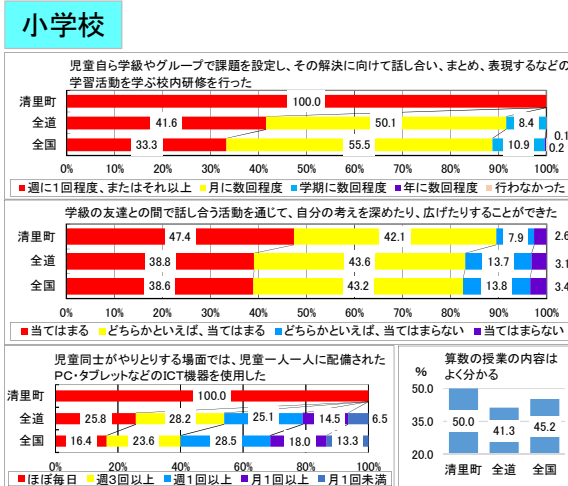 小学校
児童自ら学級やグループで課題を設定し、その解決に向けて話し合い、まとめ、表現するなどの
学習活動を学ぶ校内研修を行った
清里町 100.0
全道 41.6 50.1 8.4 0.1
全国 33.3 55.5 10.9 0.2
0% 10% 20% 30% 40% 50% 60% 70% 80% 90% 100%
週に1回程度、またはそれ以上 月に数回程度 学期に数回程度 年に数回程度 行わなかった
学級の友達との間で話し合う活動を通じて、自分の考えを深めたり、広げたりすることができた
清里町 47.4 42.1 7.9 2.6
全道 38.8 43.6 13.7 3.1
全国 38.6 43.2 13.8 3.4
0% 10% 20% 30% 40% 50% 60% 70% 80% 90% 100%
当てはまる どちらかといえば、当てはまる どちらかといえば、当てはまらない 当てはまらない
児童同士がやりとりする場面では、児童一人一人に配備された
PC・タブレットなどのICT機器を使用した
清里町 100.0
全道 25.8 28.2 25.1 14.5 6.5
全国 16.4 23.6 28.5 18.0 13.3
0% 20% 40% 60% 80% 100%
ほぼ毎日 週3回以上 週1回以上 月1回以上 月1回未満
算数の授業の内容は
よく分かる
%
50.0
35.0
20.0
50.0 41.3 45.2
清里町 全道 全国